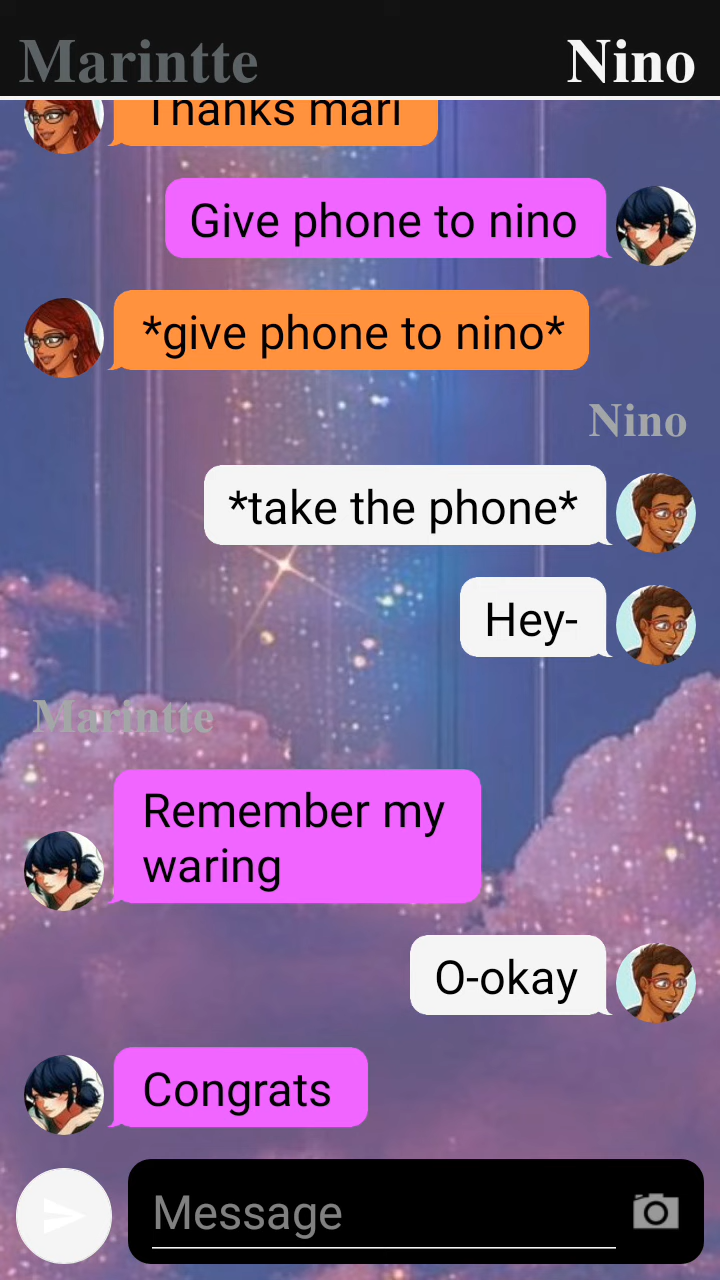 Marintte
Nino
Thanks mari
Give phone to nino
*give phone to nino*
Nino
*take the phone*
Hey-
Marintte
Remember my
waring
O-okay
Congrats
Message